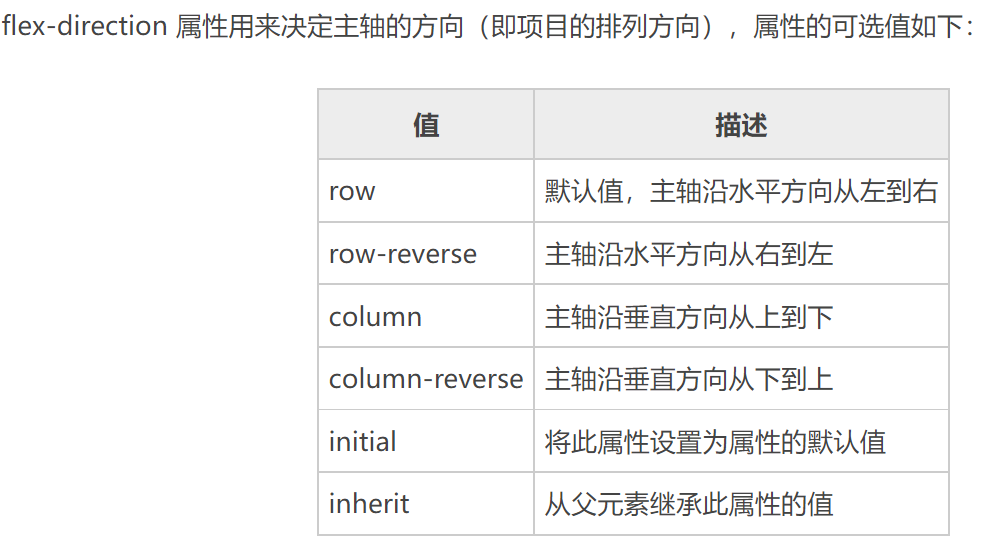 flex-direction 属性用来决定主轴的方向（即项目的排列方向），属性的可选值如下：
值 描述
row 默认值，主轴沿水平方向从左到右
row-reverse 主轴沿水平方向从右到左
column 主轴沿垂直方向从上到下
column-reverse 主轴沿垂直方向从下到上
initial 将此属性设置为属性的默认值
inherit 从父元素继承此属性的值